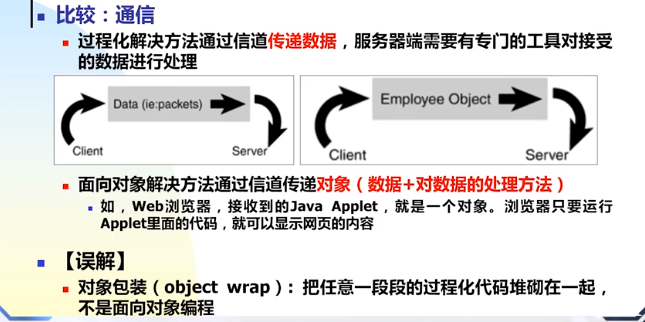 比较：通信
过程化解决方法通过信道传递数据，服务器端需要有专门的工具对接受
的数据进行处理
Data (ie:packets)
Client
Server
Employee Object
Client
Server
面向对象解决方法通过信道传递对象（数据+对数据的处理方法）
如，Web浏览器，接收到的Java Applet，就是一个对象。浏览器只要运行
Applet里面的代码，就可以显示网页的内容
【误解】
对象包装（object wrap）：把任意一段段的过程化代码堆砌在一起，
不是面向对象编程